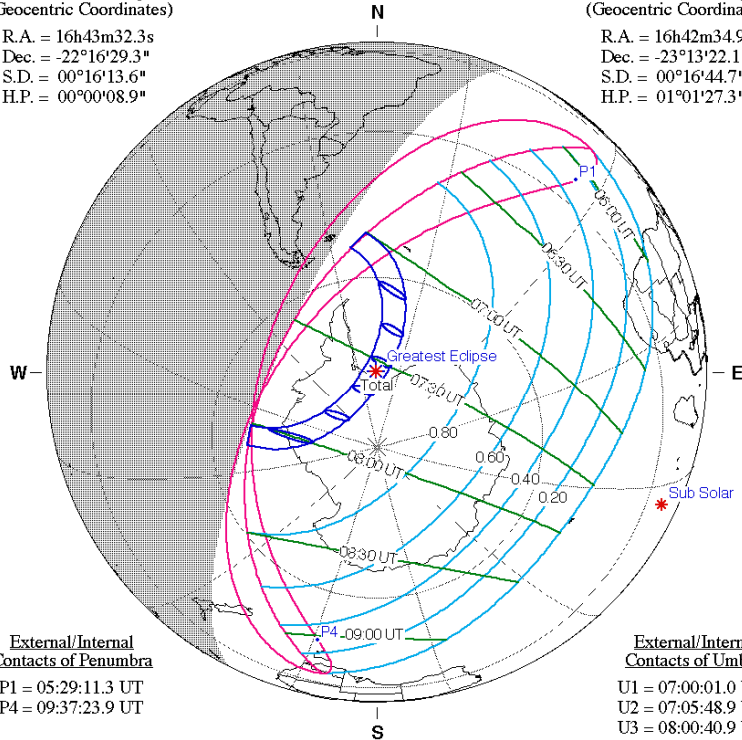 Geocentric Coordinates)
R.A. = 16h43m32.3s
Dec. = -22°16'29.3"
S.D. = 00°16'13.6"
H.P. = 00°00'08.9"
N
(Geocentric Coordina
R.A. = 16h42m34.9
Dec. = -23°13'22.1
S.D. = 00°16'44.7'
H.P. = 01°01'27.3'
P1
06:00 UT
06:30 UT
07:00 UT
W
Greatest Eclipse
E
Total
07:30 UT
0.80
08:00 UT
0.60
0.40
0.20
Sub Solar
08:30 UT
P4
09:00 UT
External/Internal
Contacts of Penumbra
P1 = 05:29:11.3 UT
P4 = 09:37:23.9 UT
External/Intern
Contacts of Umb
U1 = 07:00:01.0
U2 = 07:05:48.9
U3 = 08:00:40.9
S